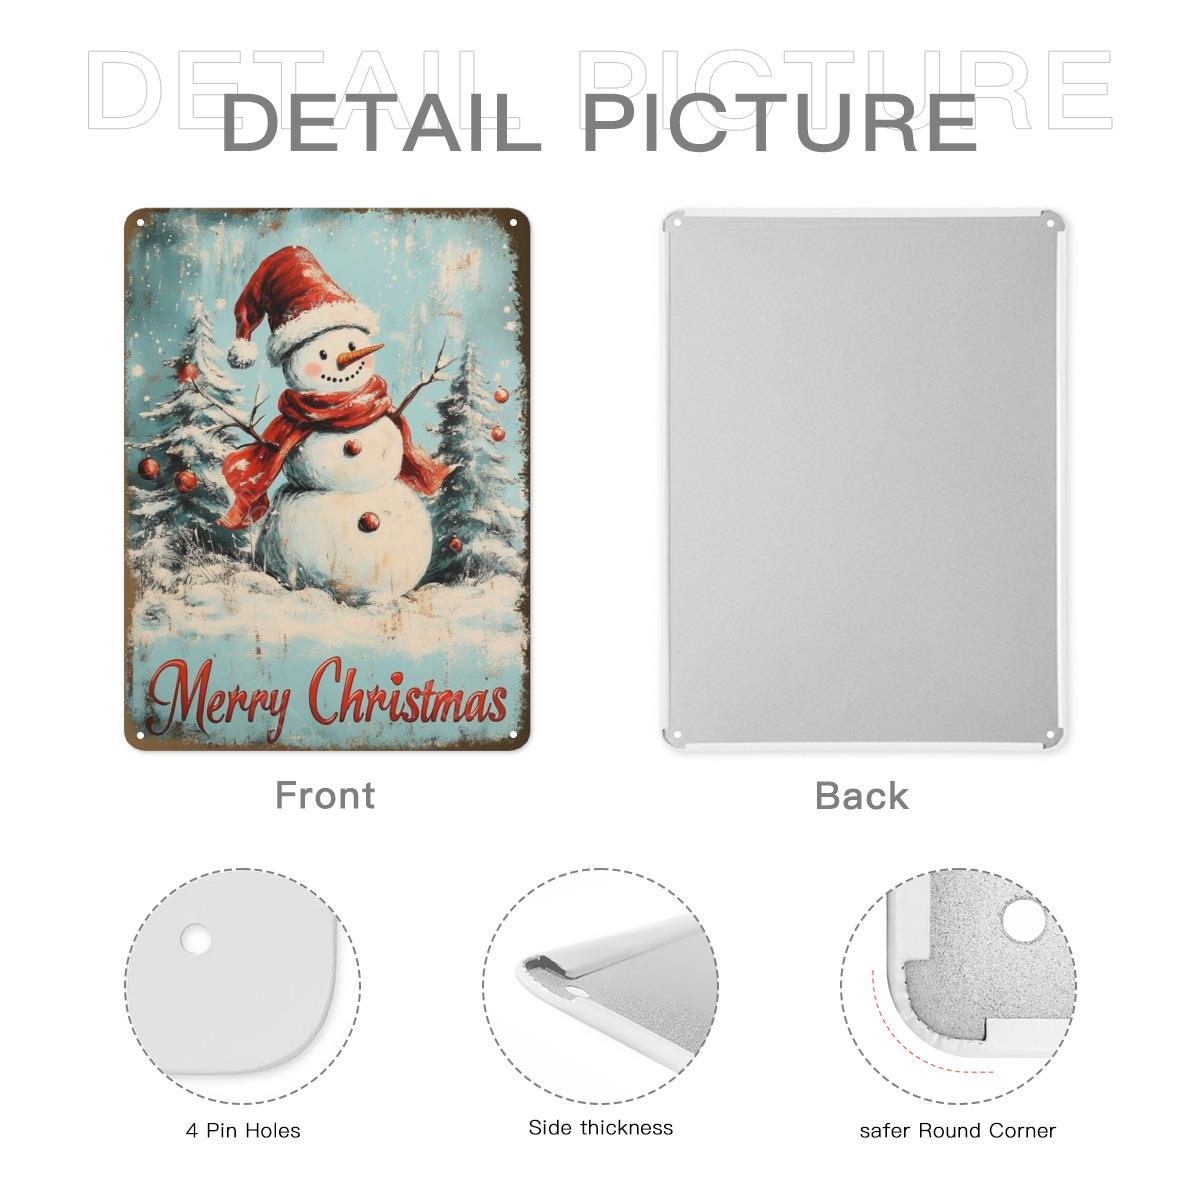 DETAIL PICTURE
DETAIL PICTURE
Merry Christmas
Front
Back
4 Pin Holes
Side thickness
safer Round Corner